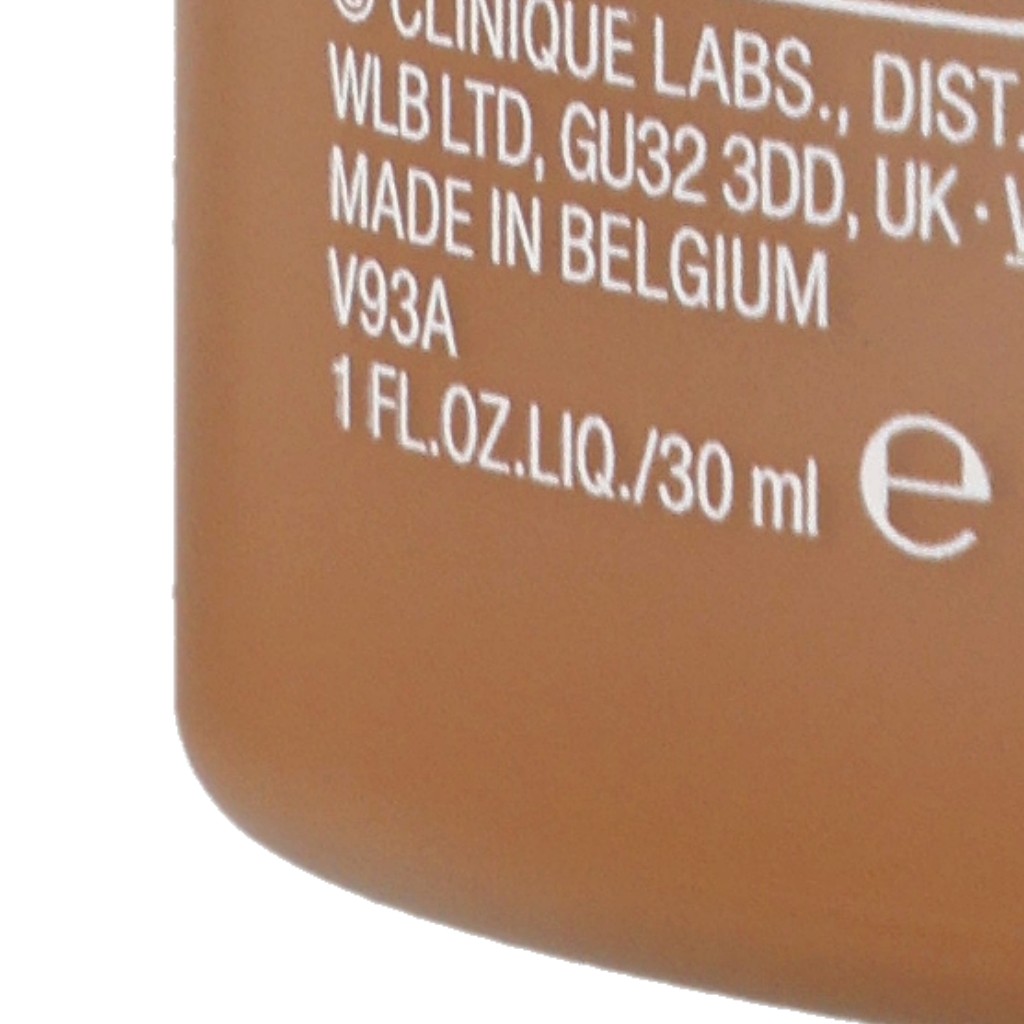 © CLINIQUE LABS., DIST.
WLB LTD, GU32 3DD, UK ·
MADE IN BELGIUM
V93A
1 FL.OZ.LIQ./30 ml ℮